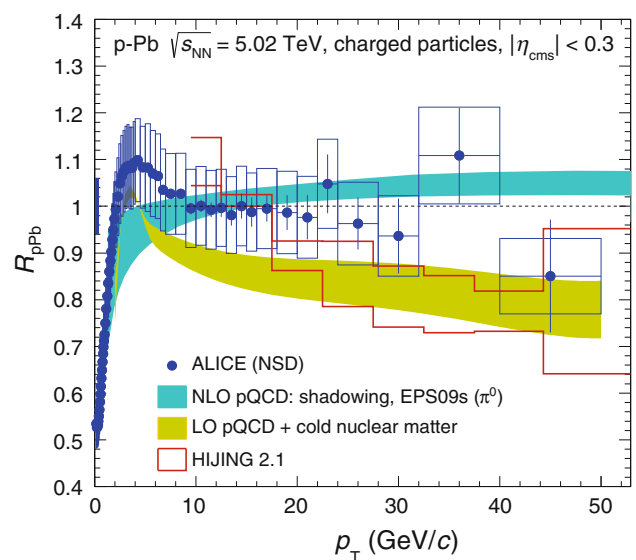 p-Pb √s_NN = 5.02 TeV, charged particles, |η_cms| < 0.3
1.4
1.3
1.2
1.1
1
0.9
0.8
0.7
0.6
0.5
0.4
R_pPb
ALICE (NSD)
NLO pQCD: shadowing, EPS09s (π⁰)
LO pQCD + cold nuclear matter
HIJING 2.1
0 10 20 30 40 50
p_T (GeV/c)